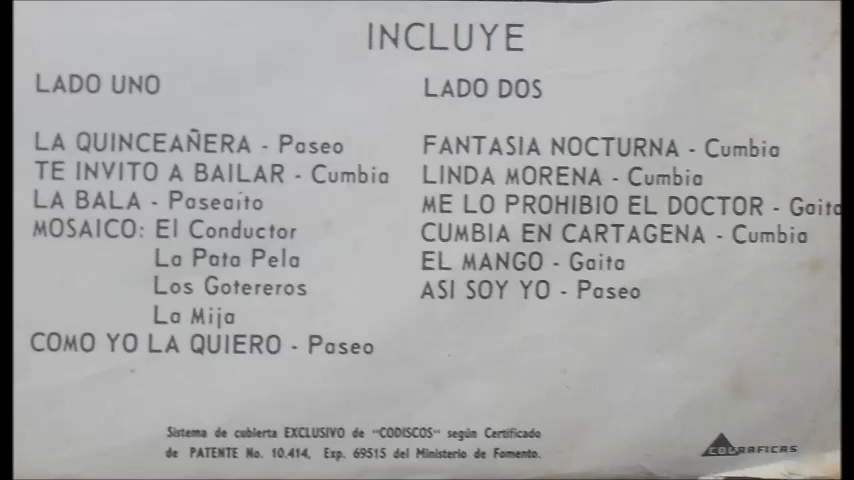 INCLUYE
LADO UNO
LA QUINCEAÑERA - Paseo
TE INVITO A BAILAR - Cumbia
LA BALA - Paseaíto
MOSAICO: El Conductor
La Pata Pela
Los Gotereros
La Mija
COMO YO LA QUIERO - Paseo
LADO DOS
FANTASIA NOCTURNA - Cumbia
LINDA MORENA - Cumbia
ME LO PROHIBIO EL DOCTOR - Gaita
CUMBIA EN CARTAGENA - Cumbia
EL MANGO - Gaita
ASI SOY YO - Paseo
Sistema de cubierta EXCLUSIVO de "CODISCOS" según Certificado
de PATENTE No. 10.414, Exp. 69515 del Ministerio de Fomento.
COLGRAFICAS